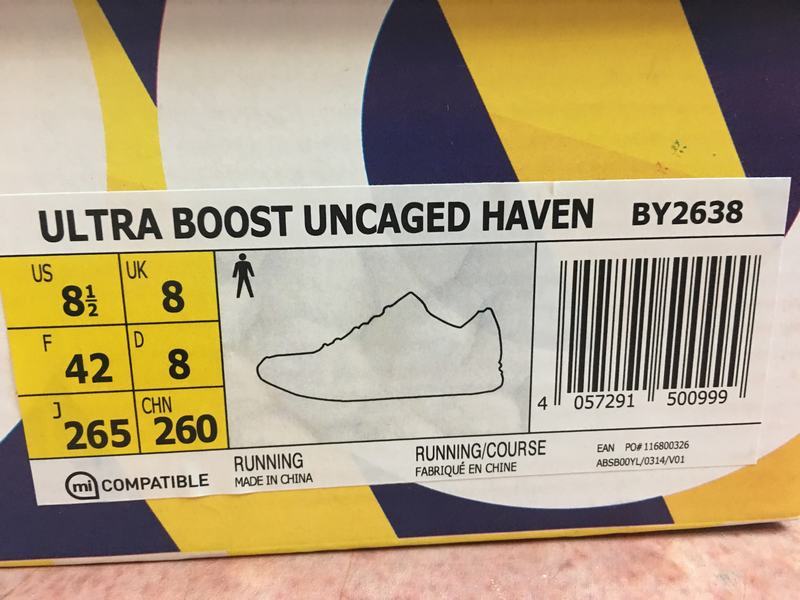 ULTRA BOOST UNCAGED HAVEN BY2638
US 8½ UK 8
F 42 D 8
J 265 CHN 260
4 057291 500999
mi COMPATIBLE
RUNNING
MADE IN CHINA
RUNNING/COURSE
FABRIQUÉ EN CHINE
EAN PO# 116800326
ABSB00YL/0314/V01